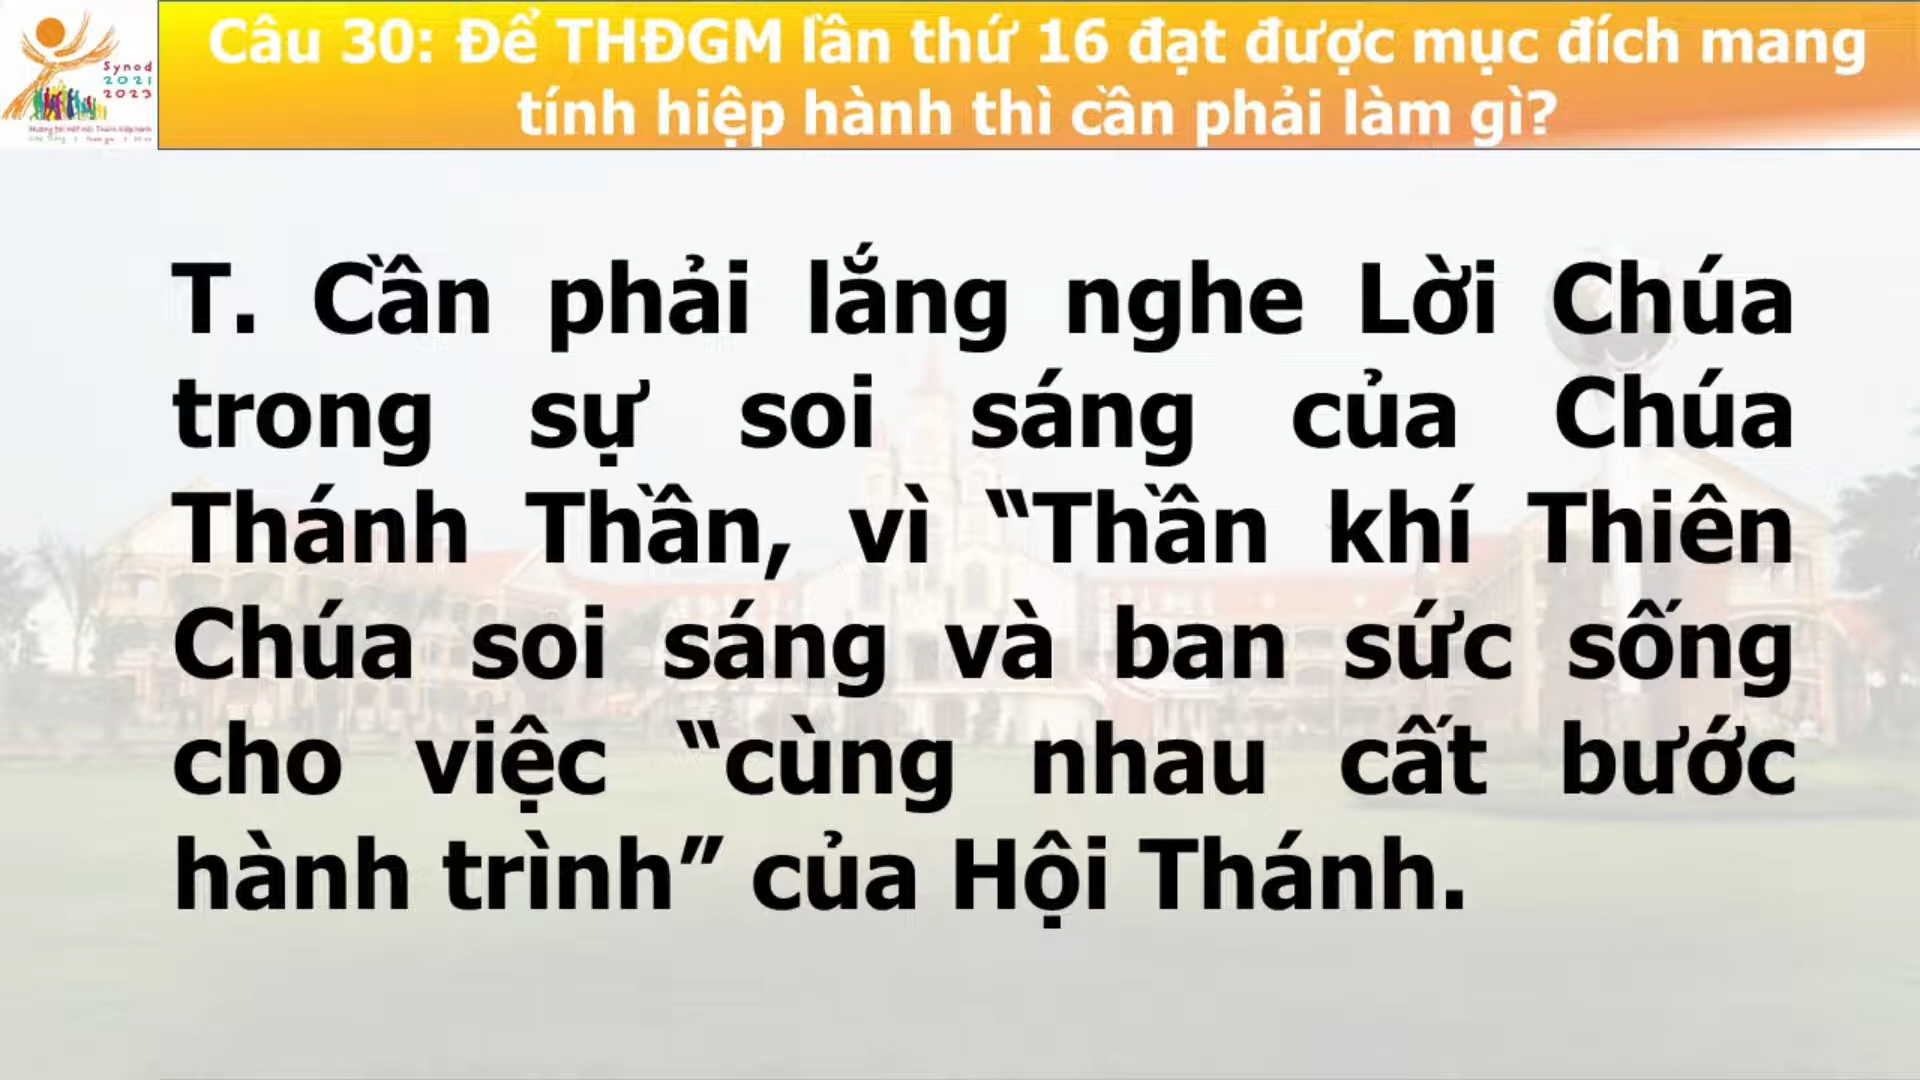 Synod
2021
2023
Câu 30: Để THĐGM lần thứ 16 đạt được mục đích mang
tính hiệp hành thì cần phải làm gì?
T. Cần phải lắng nghe Lời Chúa
trong sự soi sáng của Chúa
Thánh Thần, vì “Thần khí Thiên
Chúa soi sáng và ban sức sống
cho việc “cùng nhau cất bước
hành trình” của Hội Thánh.